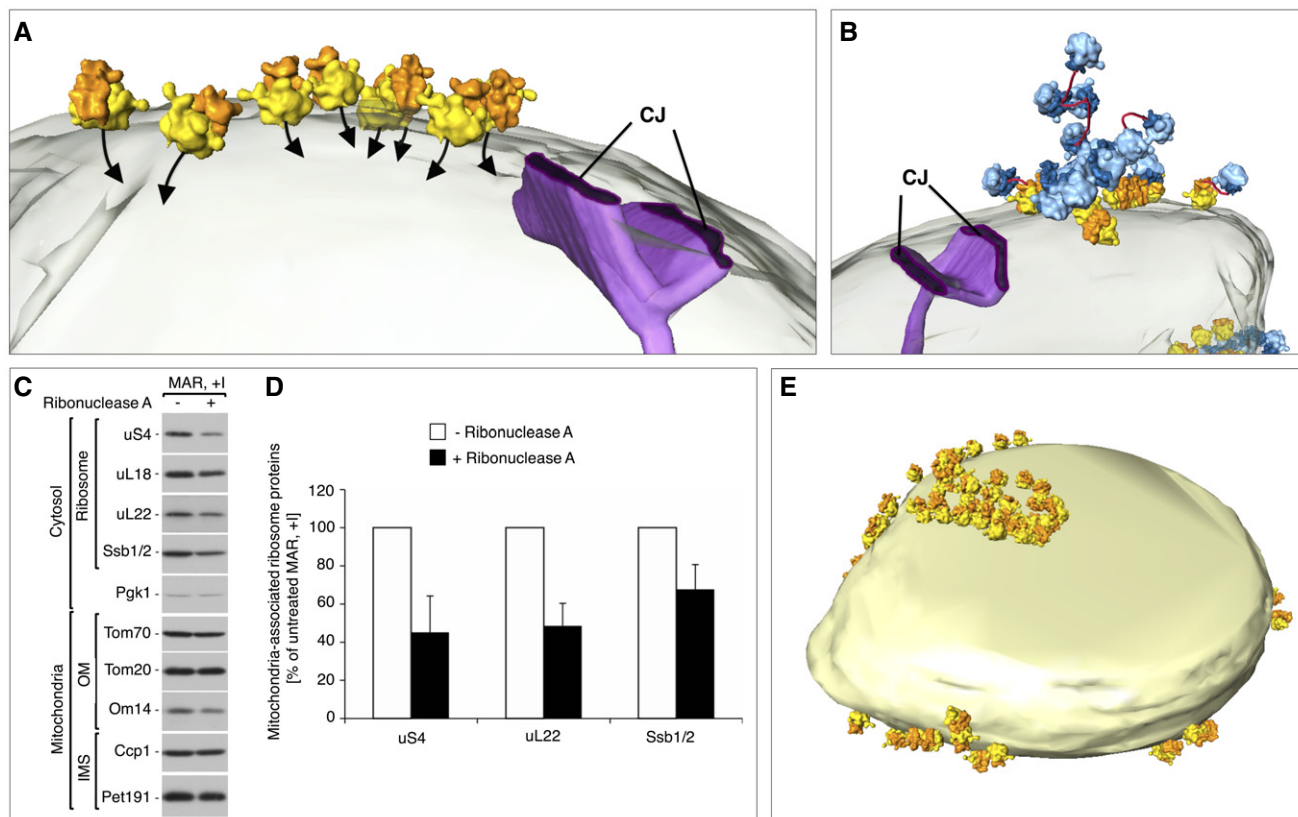 A
CJ
B
CJ
C
MAR, +I
Ribonuclease A - +
Cytosol
Ribosome
uS4 -
uL18 -
uL22 -
Ssb1/2 -
Pgk1 -
Mitochondria
OM
Tom70 -
Tom20 -
Om14 -
IMS
Ccp1 -
Pet191 -
D
- Ribonuclease A
+ Ribonuclease A
Mitochondria-associated ribosome proteins
[% of untreated MAR, +I]
120
100
80
60
40
20
0
uS4 uL22 Ssb1/2
E